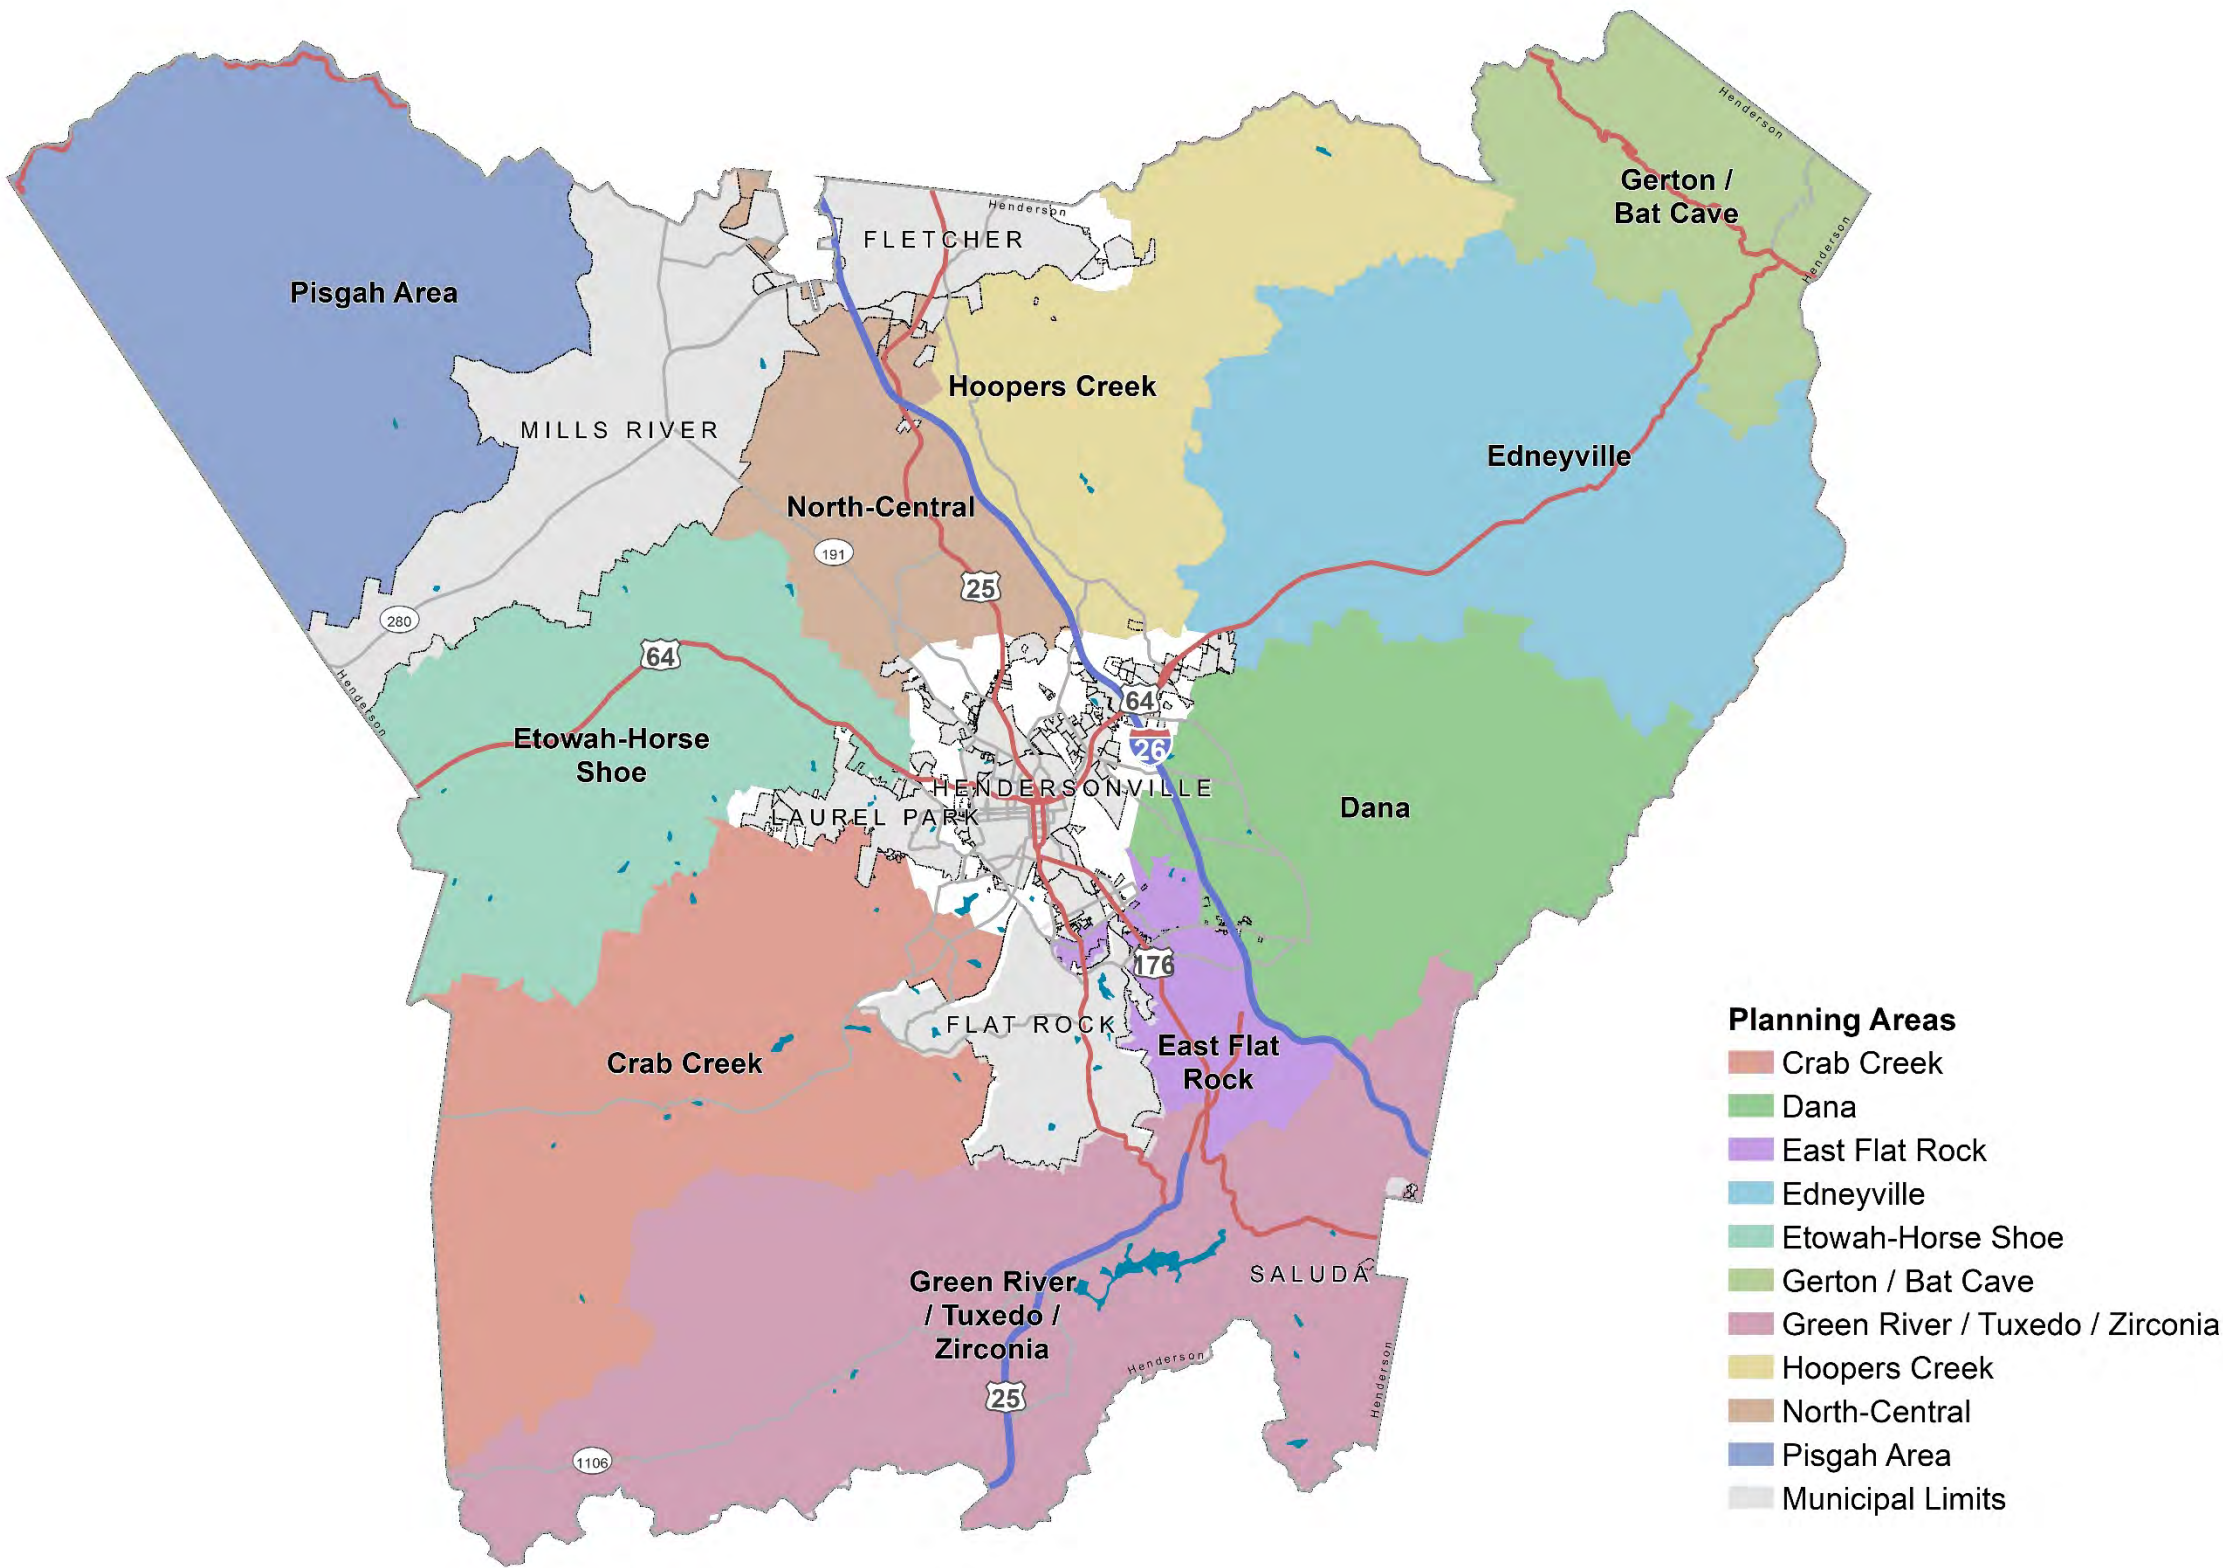 Henderson
Gerton /
Bat Cave
Henderson
FLETCHER
Henderson
Pisgah Area
Hoopers Creek
MILLS RIVER
Edneyville
North-Central
191
25
280
64
Henderson
64
26
Etowah-Horse
Shoe
HENDERSONVILLE
LAUREL PARK
Dana
176
FLAT ROCK
East Flat
Rock
Crab Creek
Green River
/ Tuxedo /
Zirconia
SALUDA
Henderson
Henderson
25
1106
Planning Areas
Crab Creek
Dana
East Flat Rock
Edneyville
Etowah-Horse Shoe
Gerton / Bat Cave
Green River / Tuxedo / Zirconia
Hoopers Creek
North-Central
Pisgah Area
Municipal Limits